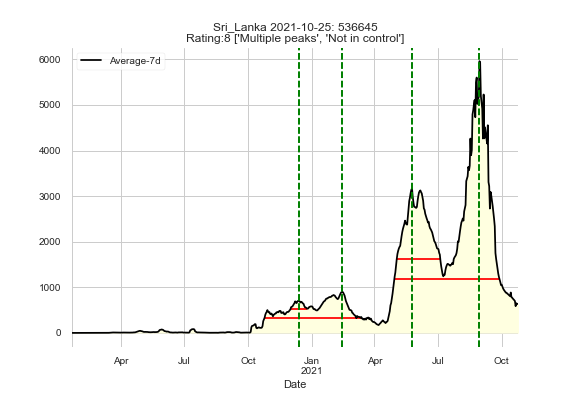 Sri_Lanka 2021-10-25: 536645
Rating:8 ['Multiple peaks', 'Not in control']
Average-7d
6000
5000
4000
3000
2000
1000
0
Apr
Jul
Oct
Jan
2021
Apr
Jul
Oct
Date